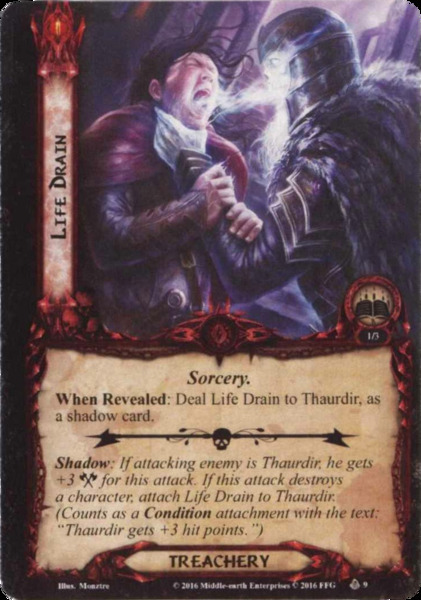 LIFE DRAIN
1/3
Sorcery.
When Revealed: Deal Life Drain to Thaurdir, as
a shadow card.
Shadow: If attacking enemy is Thaurdir, he gets
+3 for this attack. If this attack destroys
a character, attach Life Drain to Thaurdir.
(Counts as a Condition attachment with the text:
“Thaurdir gets +3 hit points.”)
TREACHERY
Illus. Monztre © 2016 Middle-earth Enterprises © 2016 FFG 9